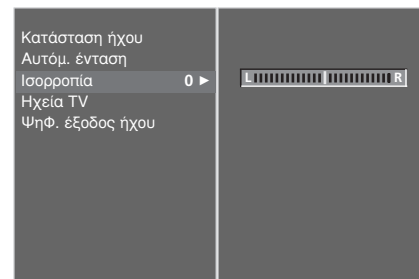 Κατάσταση ήχου
Αυτόμ. ένταση
Ισορροπία 0 ►
L R
Ηχεία TV
ΨηΦ. έξοδος ήχου